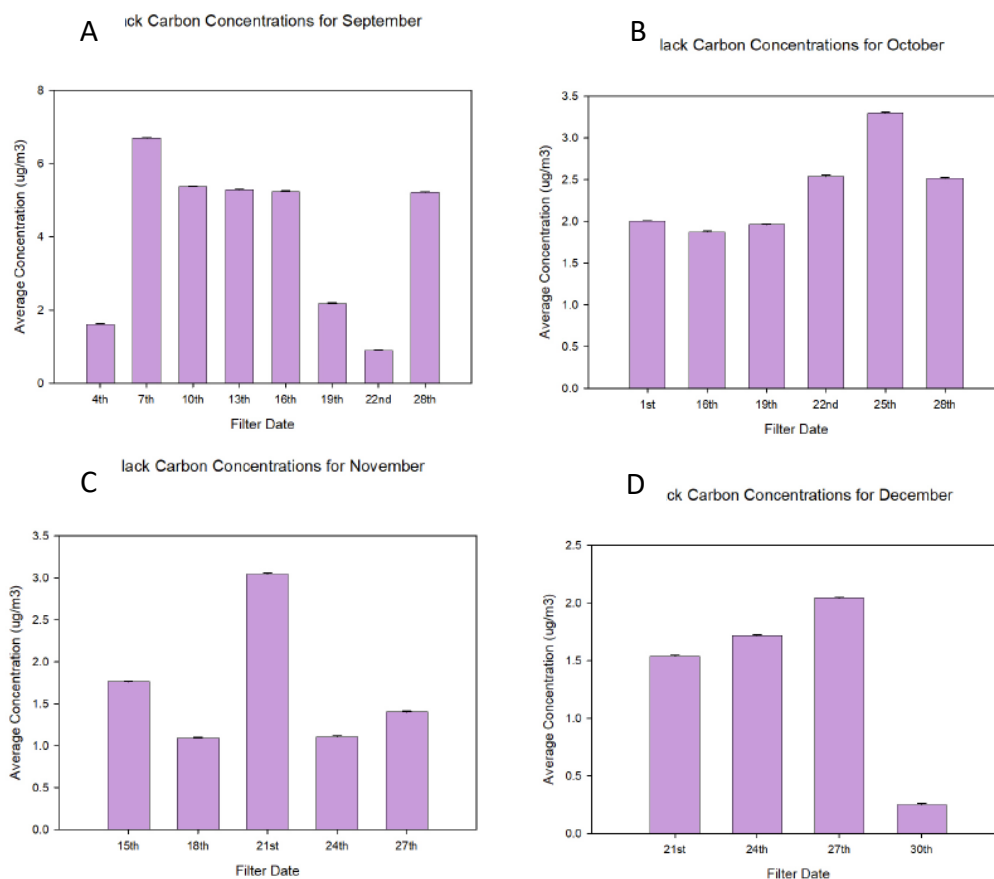 A
ck Carbon Concentrations for September
Average Concentration (ug/m3)
8
6
4
2
0
4th 7th 10th 13th 16th 19th 22nd 28th
Filter Date
B
lack Carbon Concentrations for October
Average Concentration (ug/m3)
3.5
3.0
2.5
2.0
1.5
1.0
0.5
0.0
1st 16th 19th 22nd 25th 28th
Filter Date
C
lack Carbon Concentrations for November
Average Concentration (ug/m3)
3.5
3.0
2.5
2.0
1.5
1.0
0.5
0.0
15th 18th 21st 24th 27th
Filter Date
D
ck Carbon Concentrations for December
Average Concentration (ug/m3)
2.5
2.0
1.5
1.0
0.5
0.0
21st 24th 27th 30th
Filter Date